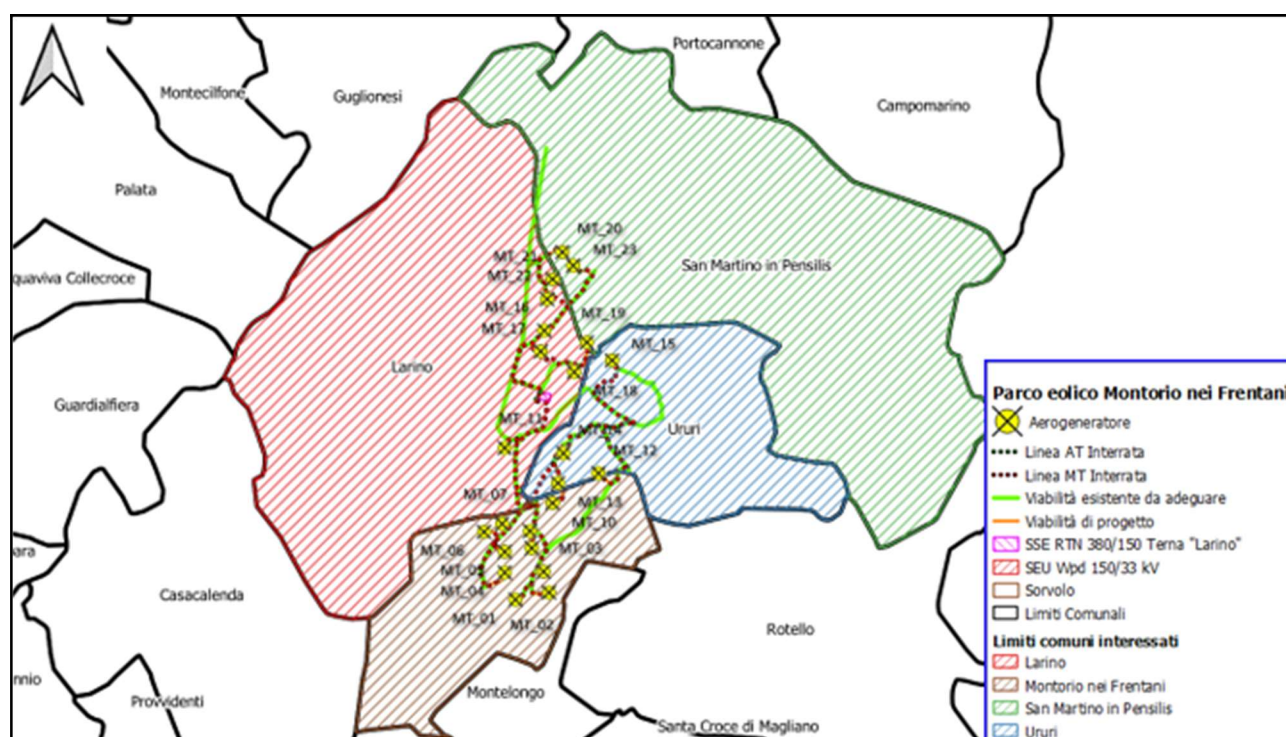 Portocannone
Montecilfone
Guglionesi
Campomarino
Palata
MT_20
MT_23
quaviva Collecroce
MT_22
San Martino in Pensilis
MT_16
MT_19
MT_17
MT_15
Larino
MT_18
Guardialfiera
MT_11
Ururi
MT_12
MT_07
MT_13
MT_10
MT_06
MT_03
MT_04
Casacalenda
MT_01
MT_02
Rotello
nnio
Provvidenti
Montelongo
Santa Croce di Magliano
Parco eolico Montorio nei Frentani
Aerogeneratore
Linea AT Interrata
Linea MT Interrata
Viabilità esistente da adeguare
Viabilità di progetto
SSE RTN 380/150 Terna "Larino"
SEU Wpd 150/33 kV
Sorvolo
Limiti Comunali
Limiti comuni interessati
Larino
Montorio nei Frentani
San Martino in Pensilis
Ururi